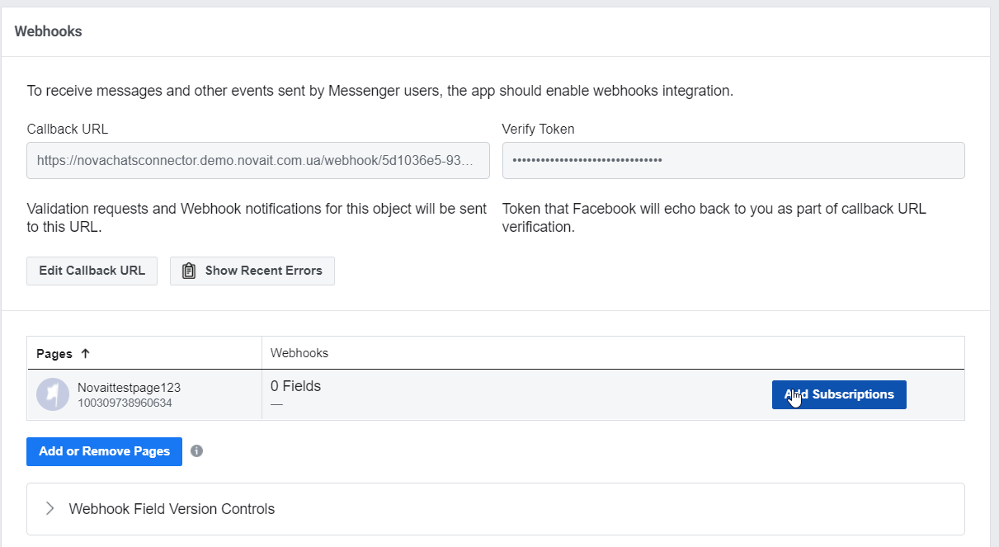 Webhooks
To receive messages and other events sent by Messenger users, the app should enable webhooks integration.
Callback URL
Verify Token
https://novachatsconnector.demo.novait.com.ua/webhook/5d1036e5-93...
••••••••••••••••••••••••••••••••
Validation requests and Webhook notifications for this object will be sent
to this URL.
Token that Facebook will echo back to you as part of callback URL
verification.
Edit Callback URL
Show Recent Errors
Pages ↑
Webhooks
Novaittestpage123
100309738960634
0 Fields
—
Add Subscriptions
Add or Remove Pages
Webhook Field Version Controls